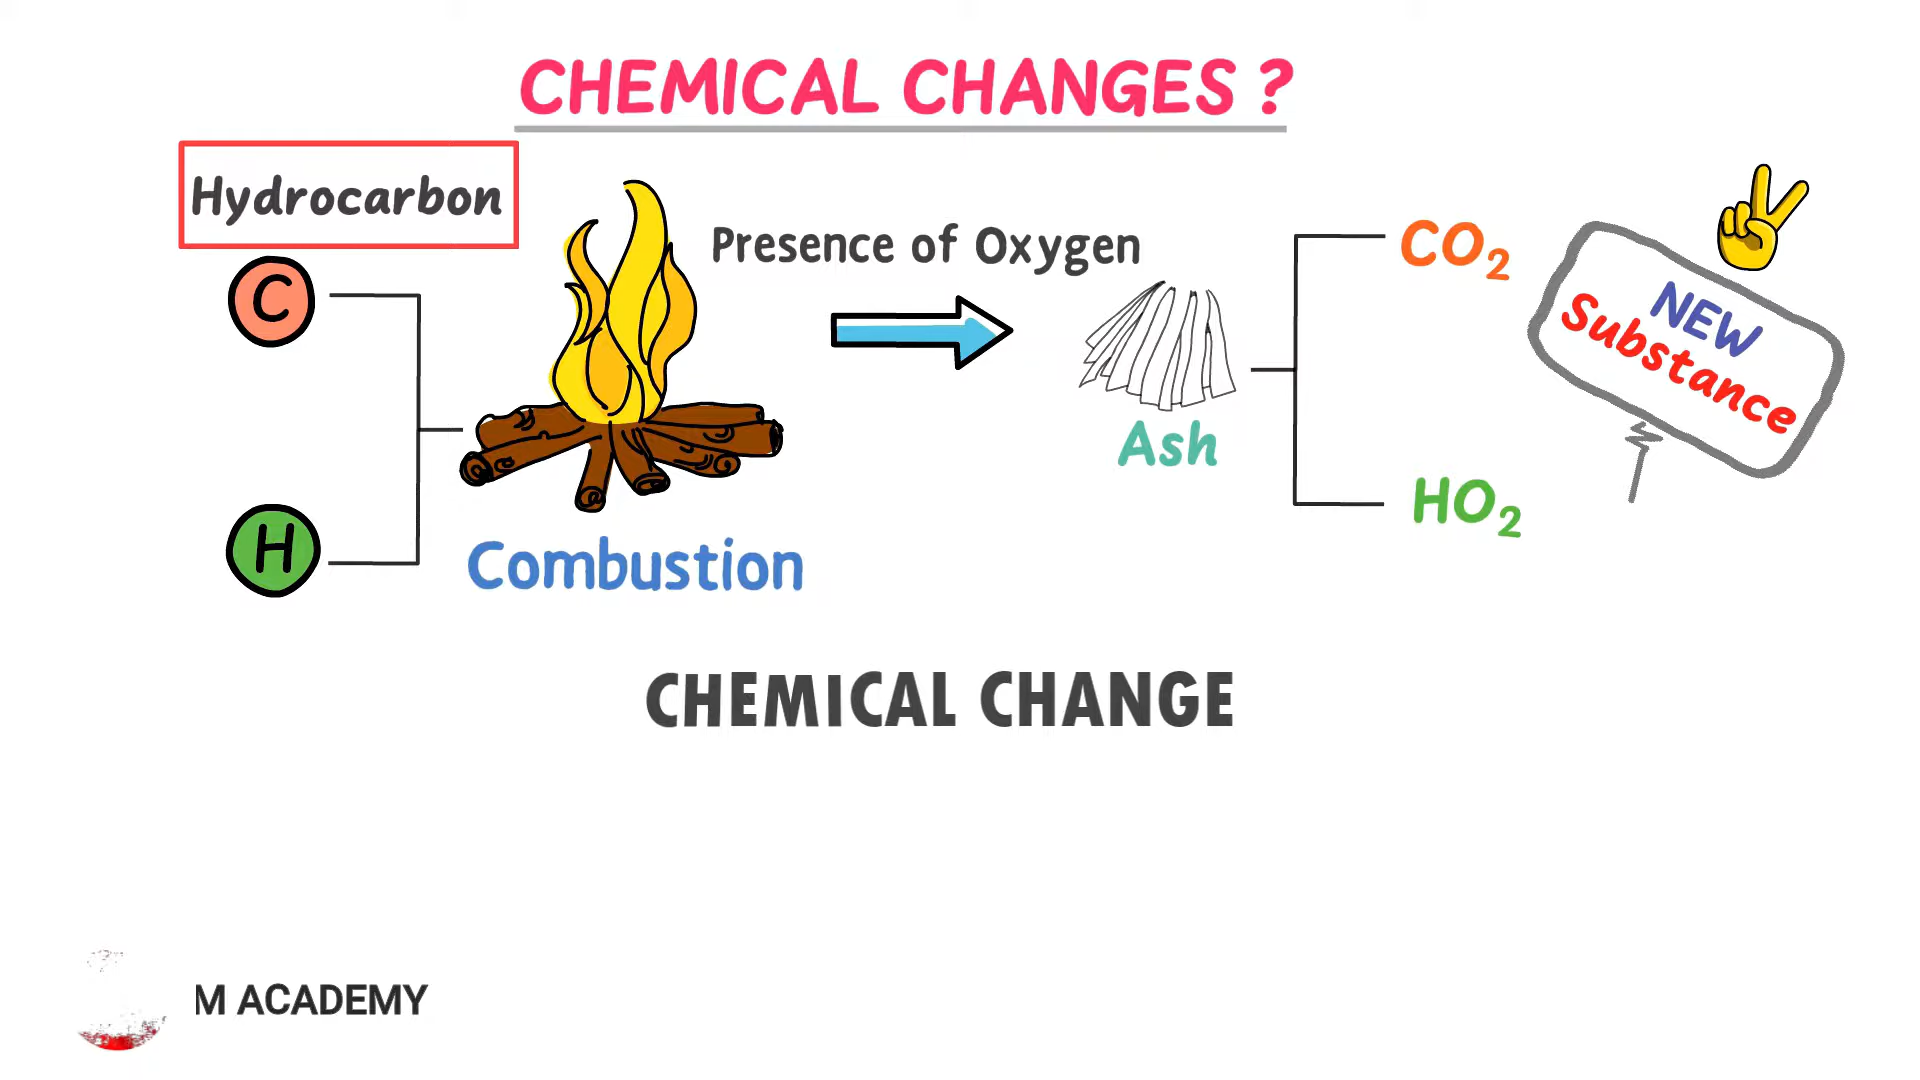 CHEMICAL CHANGES ?
Hydrocarbon
C
H
Combustion
Presence of Oxygen
Ash
CO₂
HO₂
NEW
Substance
CHEMICAL CHANGE
M ACADEMY